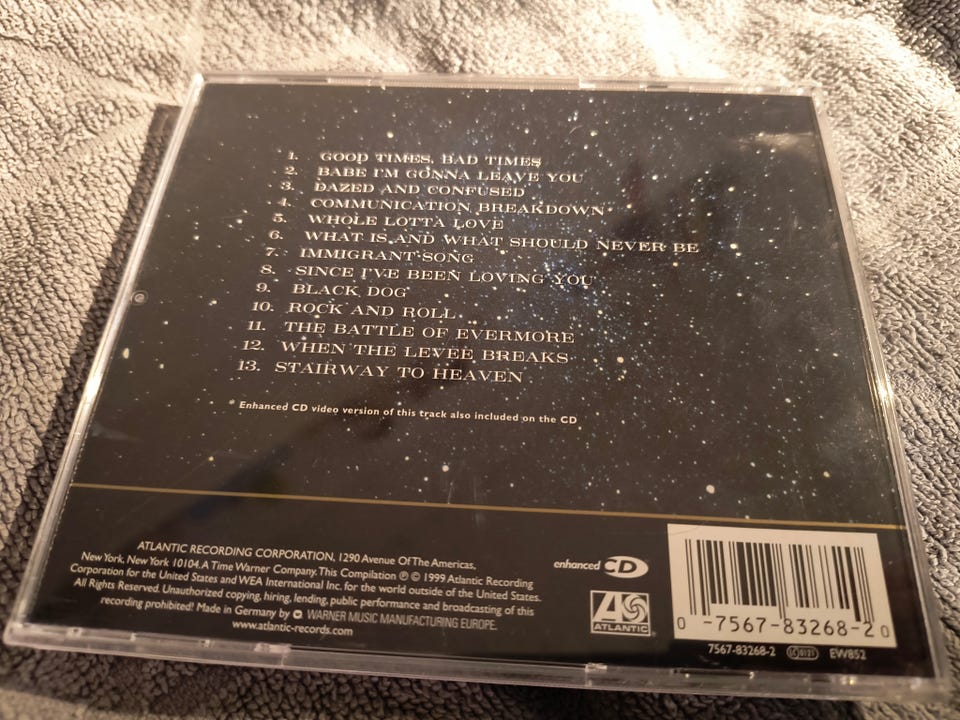 1. GOOD TIMES, BAD TIMES
2. BABE I'M GONNA LEAVE YOU
3. DAZED AND CONFUSED
4. COMMUNICATION BREAKDOWN*
5. WHOLE LOTTA LOVE
6. WHAT IS AND WHAT SHOULD NEVER BE
7. IMMIGRANT SONG
8. SINCE I'VE BEEN LOVING YOU
9. BLACK DOG
10. ROCK AND ROLL
11. THE BATTLE OF EVERMORE
12. WHEN THE LEVEE BREAKS
13. STAIRWAY TO HEAVEN
* Enhanced CD video version of this track also included on the CD
ATLANTIC RECORDING CORPORATION, 1290 Avenue Of The Americas,
New York, New York 10104. A Time Warner Company. This Compilation ℗ © 1999 Atlantic Recording
Corporation for the United States and WEA International Inc. for the world outside of the United States.
All Rights Reserved. Unauthorized copying, hiring, lending, public performance and broadcasting of this
recording prohibited! Made in Germany by WARNER MUSIC MANUFACTURING EUROPE.
www.atlantic-records.com
enhanced CD
ATLANTIC
0 -7567-83268-2 0
7567-83268-2 LC 0121 EW852